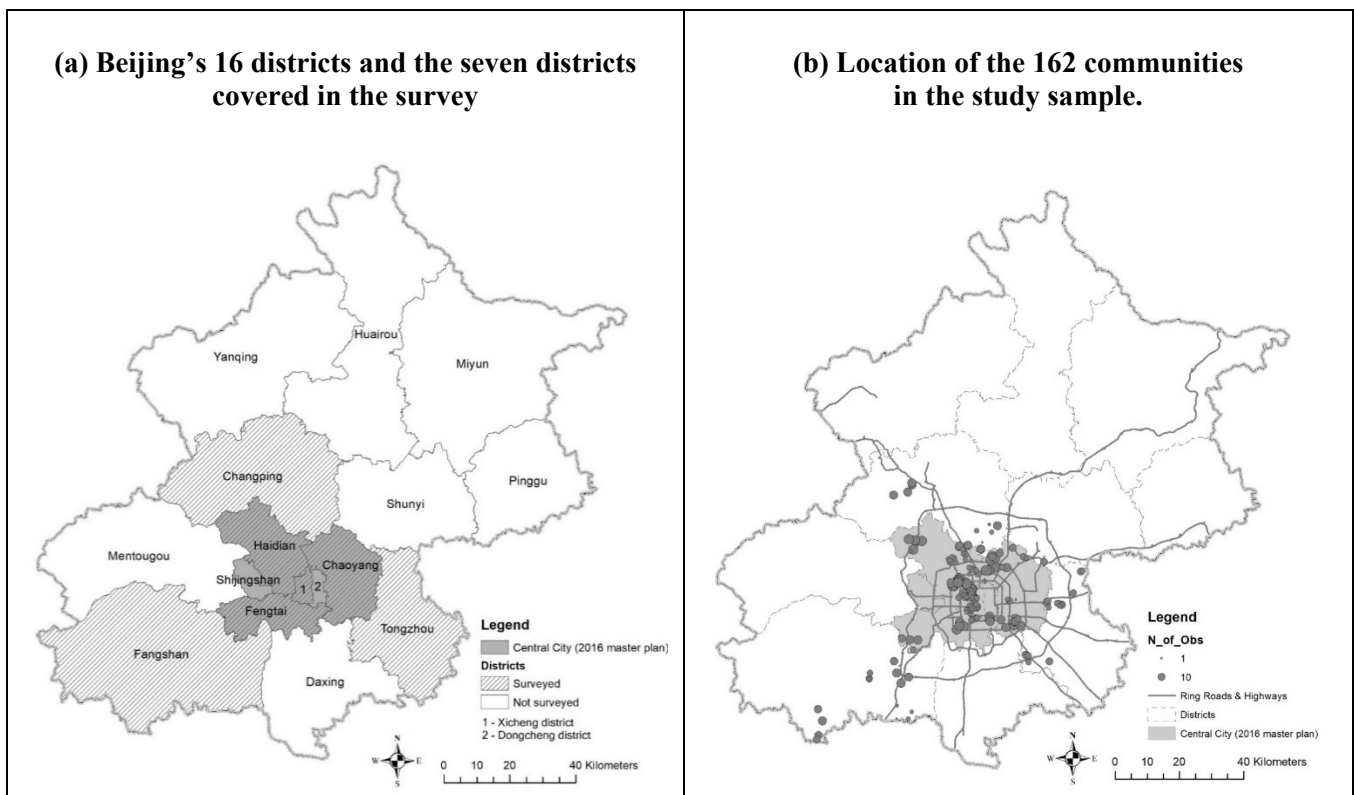 (a) Beijing's 16 districts and the seven districts
covered in the survey
Huairou
Yanqing
Miyun
Changping
Pinggu
Shunyi
Mentougou
Haidian
Chaoyang
Shijingshan
1
2
Fengtai
Tongzhou
Fangshan
Daxing
Legend
Central City (2016 master plan)
Districts
Surveyed
Not surveyed
1 - Xicheng district
2 - Dongcheng district
N
W
E
S
0 10 20 40 Kilometers
(b) Location of the 162 communities
in the study sample.
Legend
N_of_Obs
1
10
Ring Roads & Highways
Districts
Central City (2016 master plan)
N
W
E
S
0 10 20 40 Kilometers